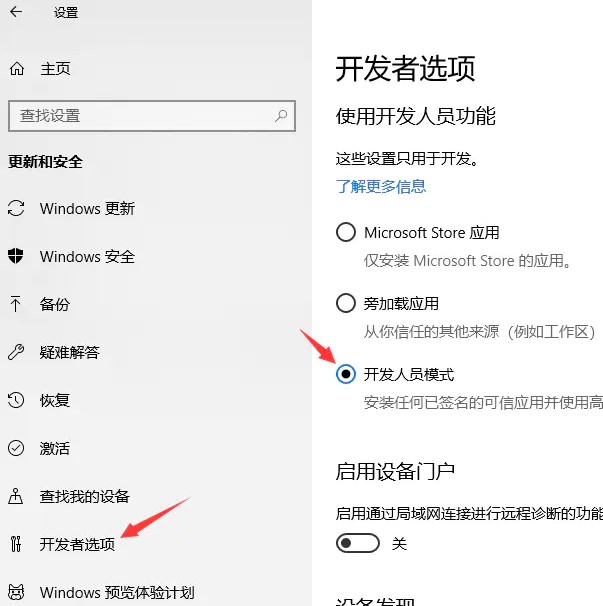 设置
主页
查找设置
更新和安全
Windows 更新
Windows 安全
备份
疑难解答
恢复
激活
查找我的设备
开发者选项
Windows 预览体验计划
开发者选项
使用开发人员功能
这些设置只用于开发。
了解更多信息
Microsoft Store 应用
仅安装 Microsoft Store 的应用。
旁加载应用
从你信任的其他来源（例如工作区）
开发人员模式
安装任何已签名的可信应用并使用高
启用设备门户
启用通过局域网连接进行远程诊断的功能
关
设备发现